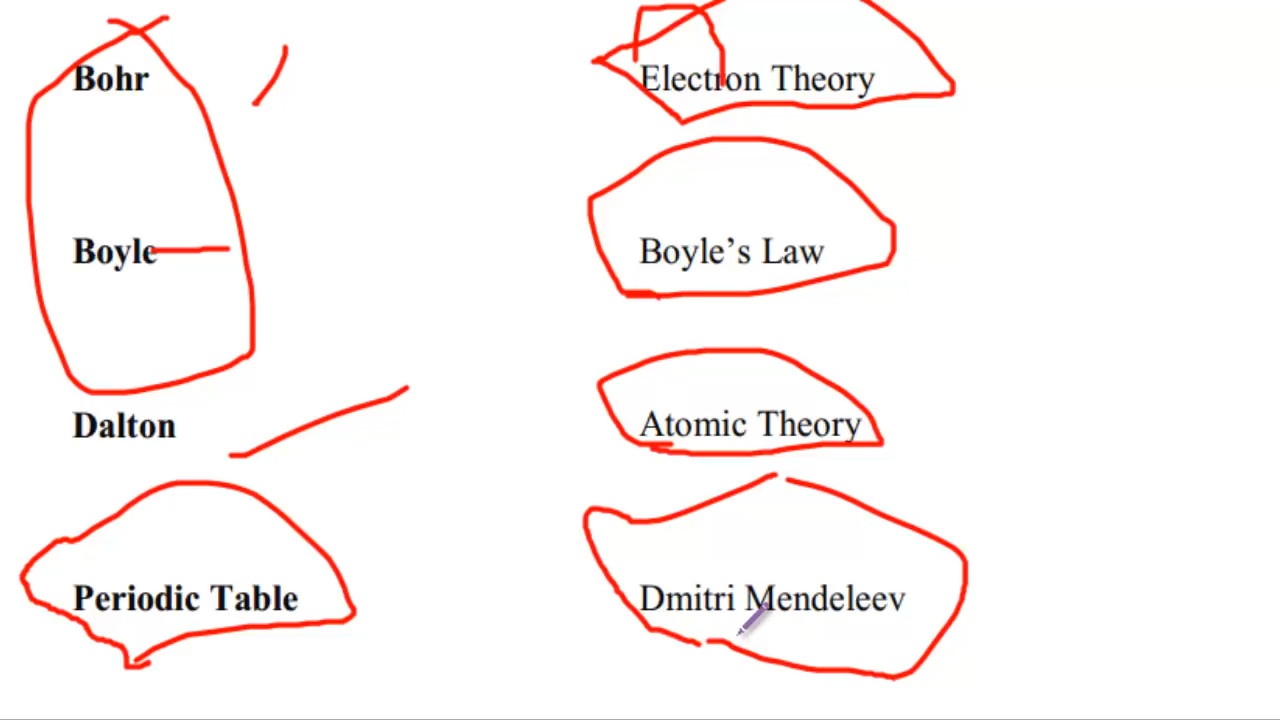 Bohr Electron Theory
Boyle Boyle’s Law
Dalton Atomic Theory
Periodic Table Dmitri Mendeleev